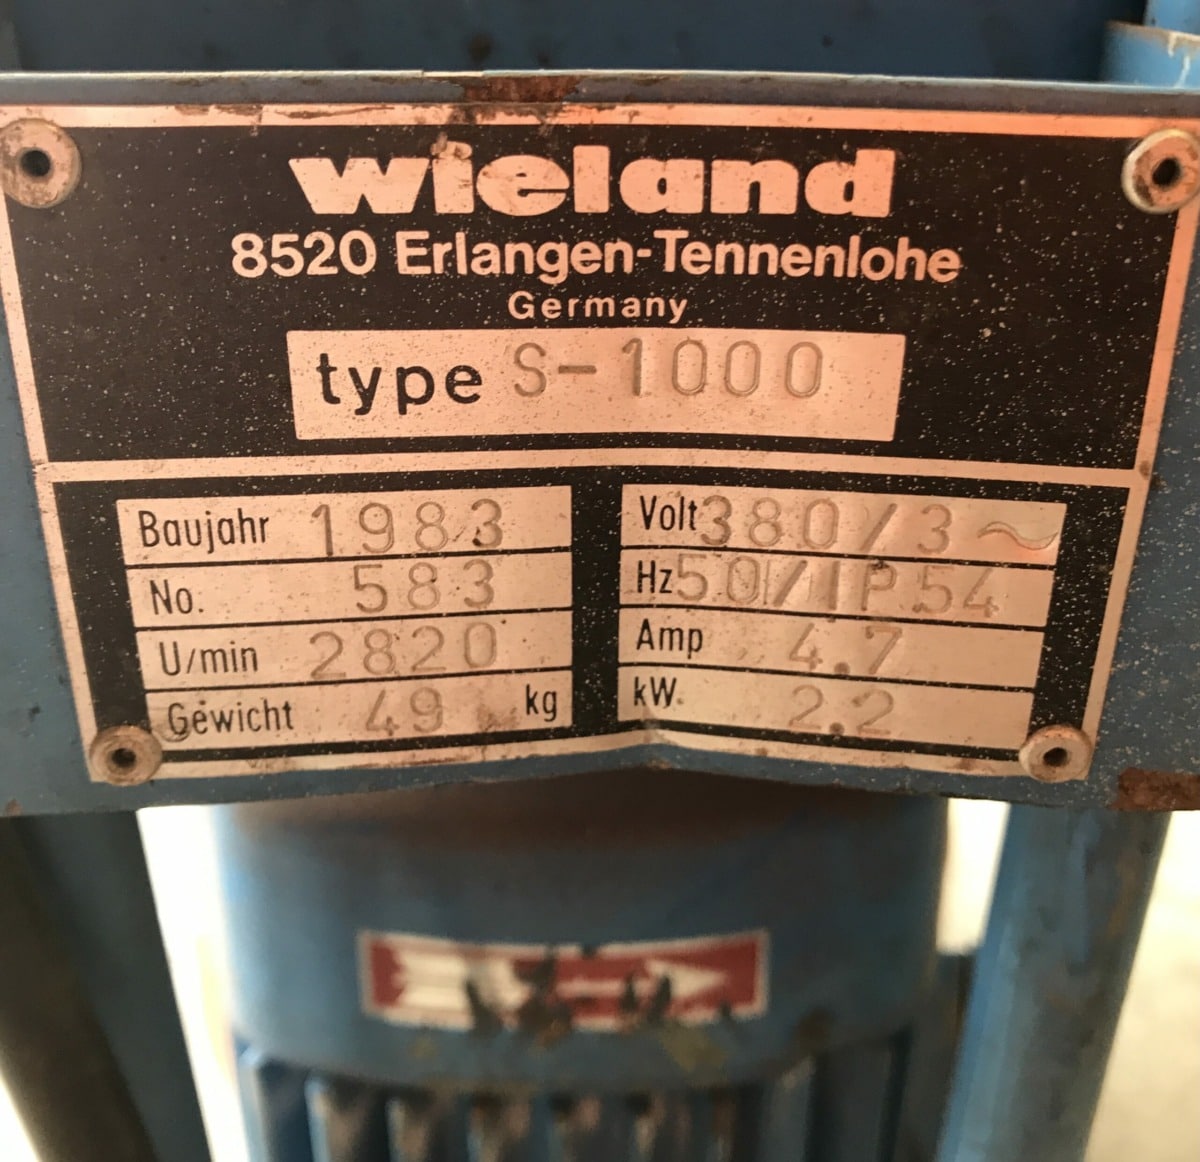 wieland
8520 Erlangen-Tennenlohe
Germany
type S-1000
Baujahr 1983
No. 583
U/min 2820
Gewicht 49 kg
Volt 380/3~
Hz 50/IP54
Amp 4.7
kW. 2.2